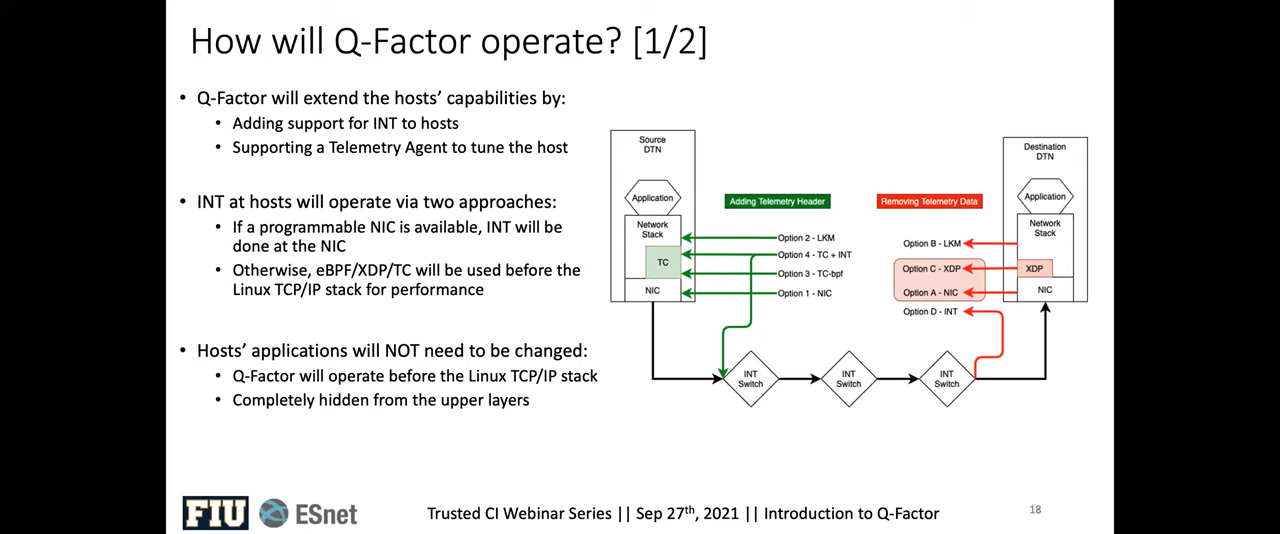 How will Q-Factor operate? [1/2]
• Q-Factor will extend the hosts' capabilities by:
• Adding support for INT to hosts
• Supporting a Telemetry Agent to tune the host
• INT at hosts will operate via two approaches:
• If a programmable NIC is available, INT will be
done at the NIC
• Otherwise, eBPF/XDP/TC will be used before the
Linux TCP/IP stack for performance
• Hosts' applications will NOT need to be changed:
• Q-Factor will operate before the Linux TCP/IP stack
• Completely hidden from the upper layers
Source
DTN
Application
Network
Stack
TC
NIC
Adding Telemetry Header
Option 2 - LKM
Option 4 - TC + INT
Option 3 - TC-bpf
Option 1 - NIC
Removing Telemetry Data
Option B - LKM
Option C - XDP
Option A - NIC
Option D - INT
Destination
DTN
Application
Network
Stack
XDP
NIC
INT
Switch
INT
Switch
INT
Switch
FIU
ESnet
Trusted CI Webinar Series || Sep 27th, 2021 || Introduction to Q-Factor
18